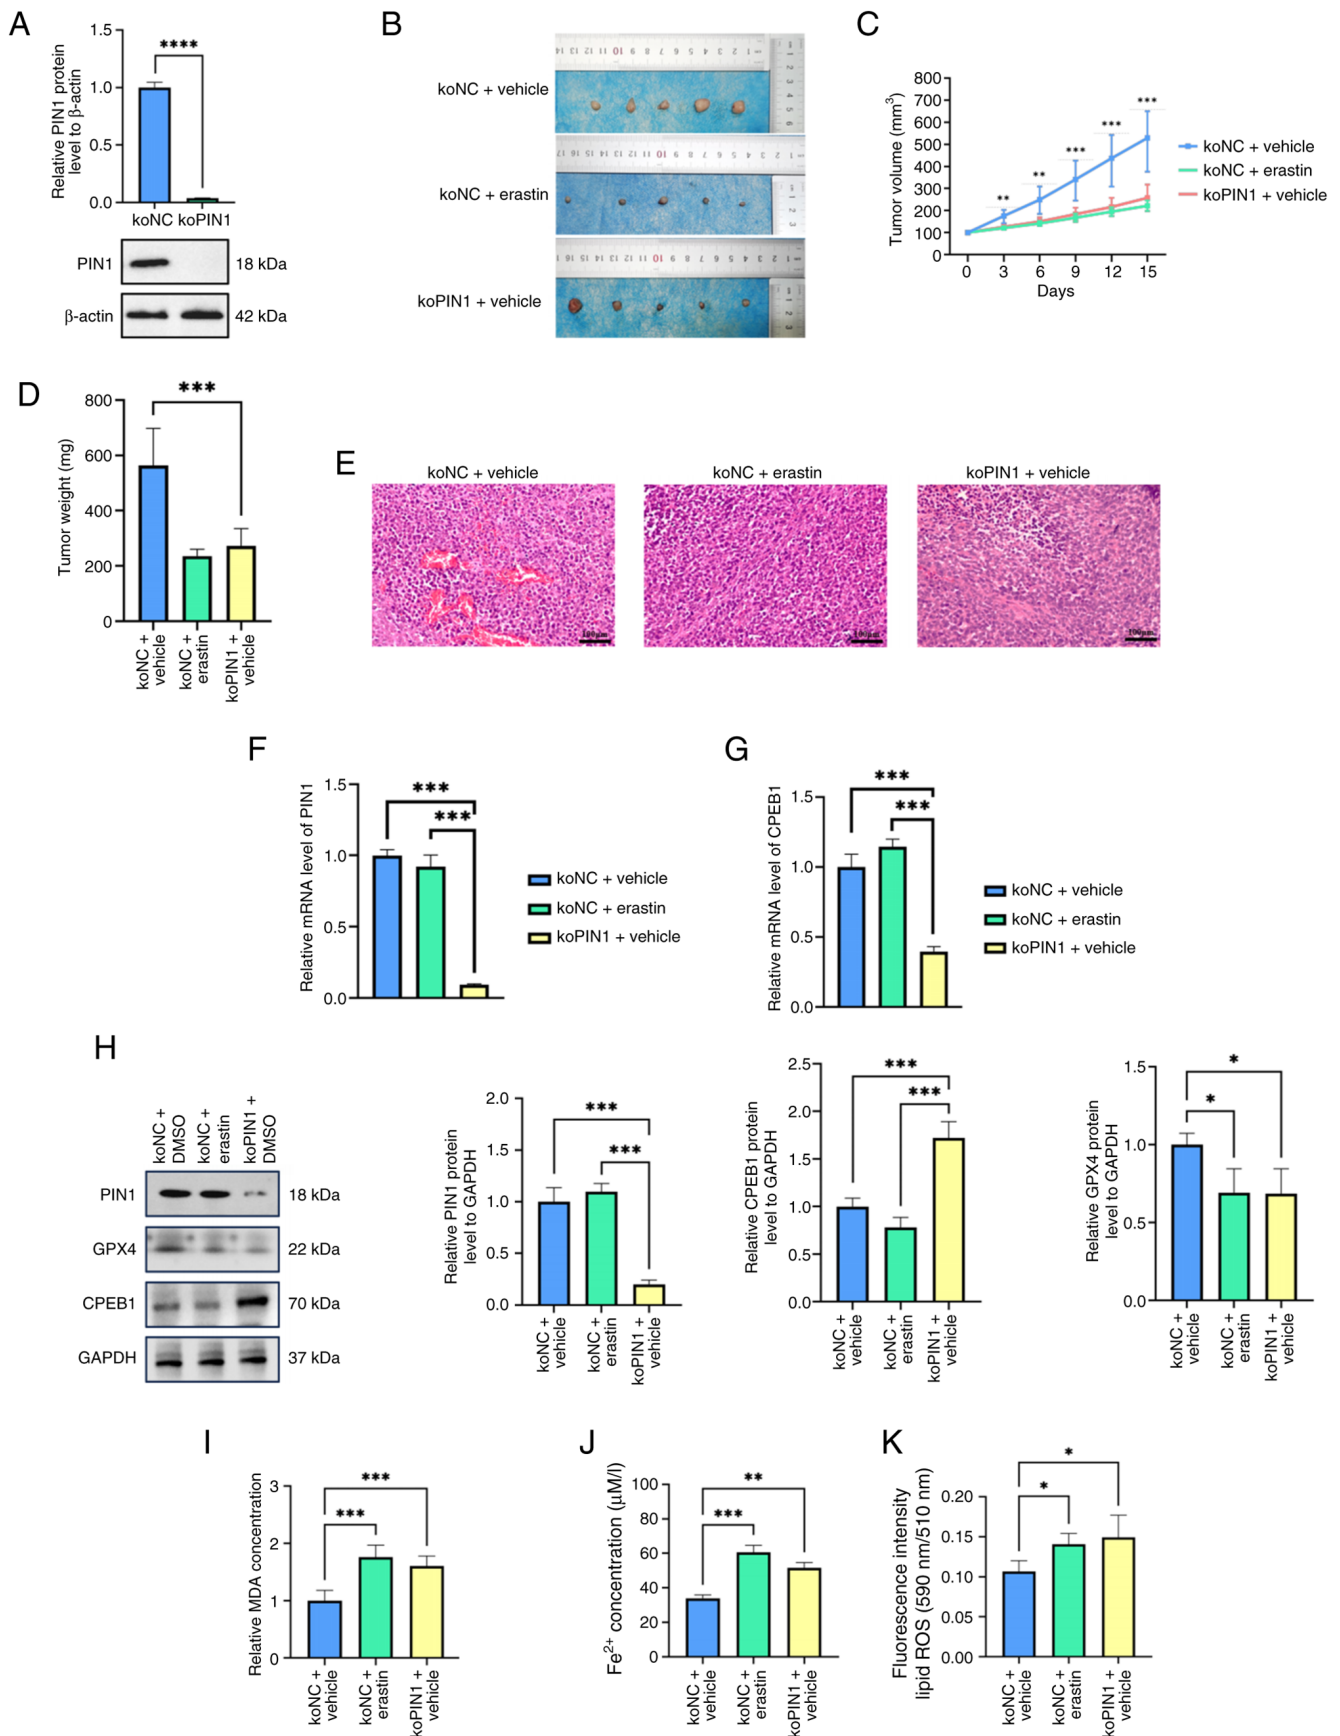 A
Relative PIN1 protein
level to β-actin
1.5
1.0
0.5
0.0
****
koNC koPIN1
PIN1
18 kDa
β-actin
42 kDa
B
koNC + vehicle
koNC + erastin
koPIN1 + vehicle
C
Tumor volume (mm3)
800
700
600
500
400
300
200
100
0
**
**
***
***
***
0 3 6 9 12 15
Days
koNC + vehicle
koNC + erastin
koPIN1 + vehicle
D
Tumor weight (mg)
800
600
400
200
0
***
koNC +
vehicle
koNC +
erastin
koPIN1 +
vehicle
E
koNC + vehicle
koNC + erastin
koPIN1 + vehicle
100μm
100μm
100μm
F
Relative mRNA level of PIN1
1.5
1.0
0.5
0.0
***
***
koNC + vehicle
koNC + erastin
koPIN1 + vehicle
G
Relative mRNA level of CPEB1
1.5
1.0
0.5
0.0
***
***
koNC + vehicle
koNC + erastin
koPIN1 + vehicle
H
koNC +
DMSO
koNC +
erastin
koPIN1 +
DMSO
PIN1
18 kDa
GPX4
22 kDa
CPEB1
70 kDa
GAPDH
37 kDa
Relative PIN1 protein
level to GAPDH
2.0
1.5
1.0
0.5
0.0
***
***
koNC +
vehicle
koNC +
erastin
koPIN1 +
vehicle
Relative CPEB1 protein
level to GAPDH
2.5
2.0
1.5
1.0
0.5
0.0
***
***
koNC +
vehicle
koNC +
erastin
koPIN1 +
vehicle
Relative GPX4 protein
level to GAPDH
1.5
1.0
0.5
0.0
*
*
koNC +
vehicle
koNC +
erastin
koPIN1 +
vehicle
I
Relative MDA concentration
3
2
1
0
***
***
koNC +
vehicle
koNC +
erastin
koPIN1 +
vehicle
J
Fe2+ concentration (μM/l)
100
80
60
40
20
0
**
***
koNC +
vehicle
koNC +
erastin
koPIN1 +
vehicle
K
Fluorescence intensity
lipid ROS (590 nm/510 nm)
0.20
0.15
0.10
0.05
0.00
*
*
koNC +
vehicle
koNC +
erastin
koPIN1 +
vehicle